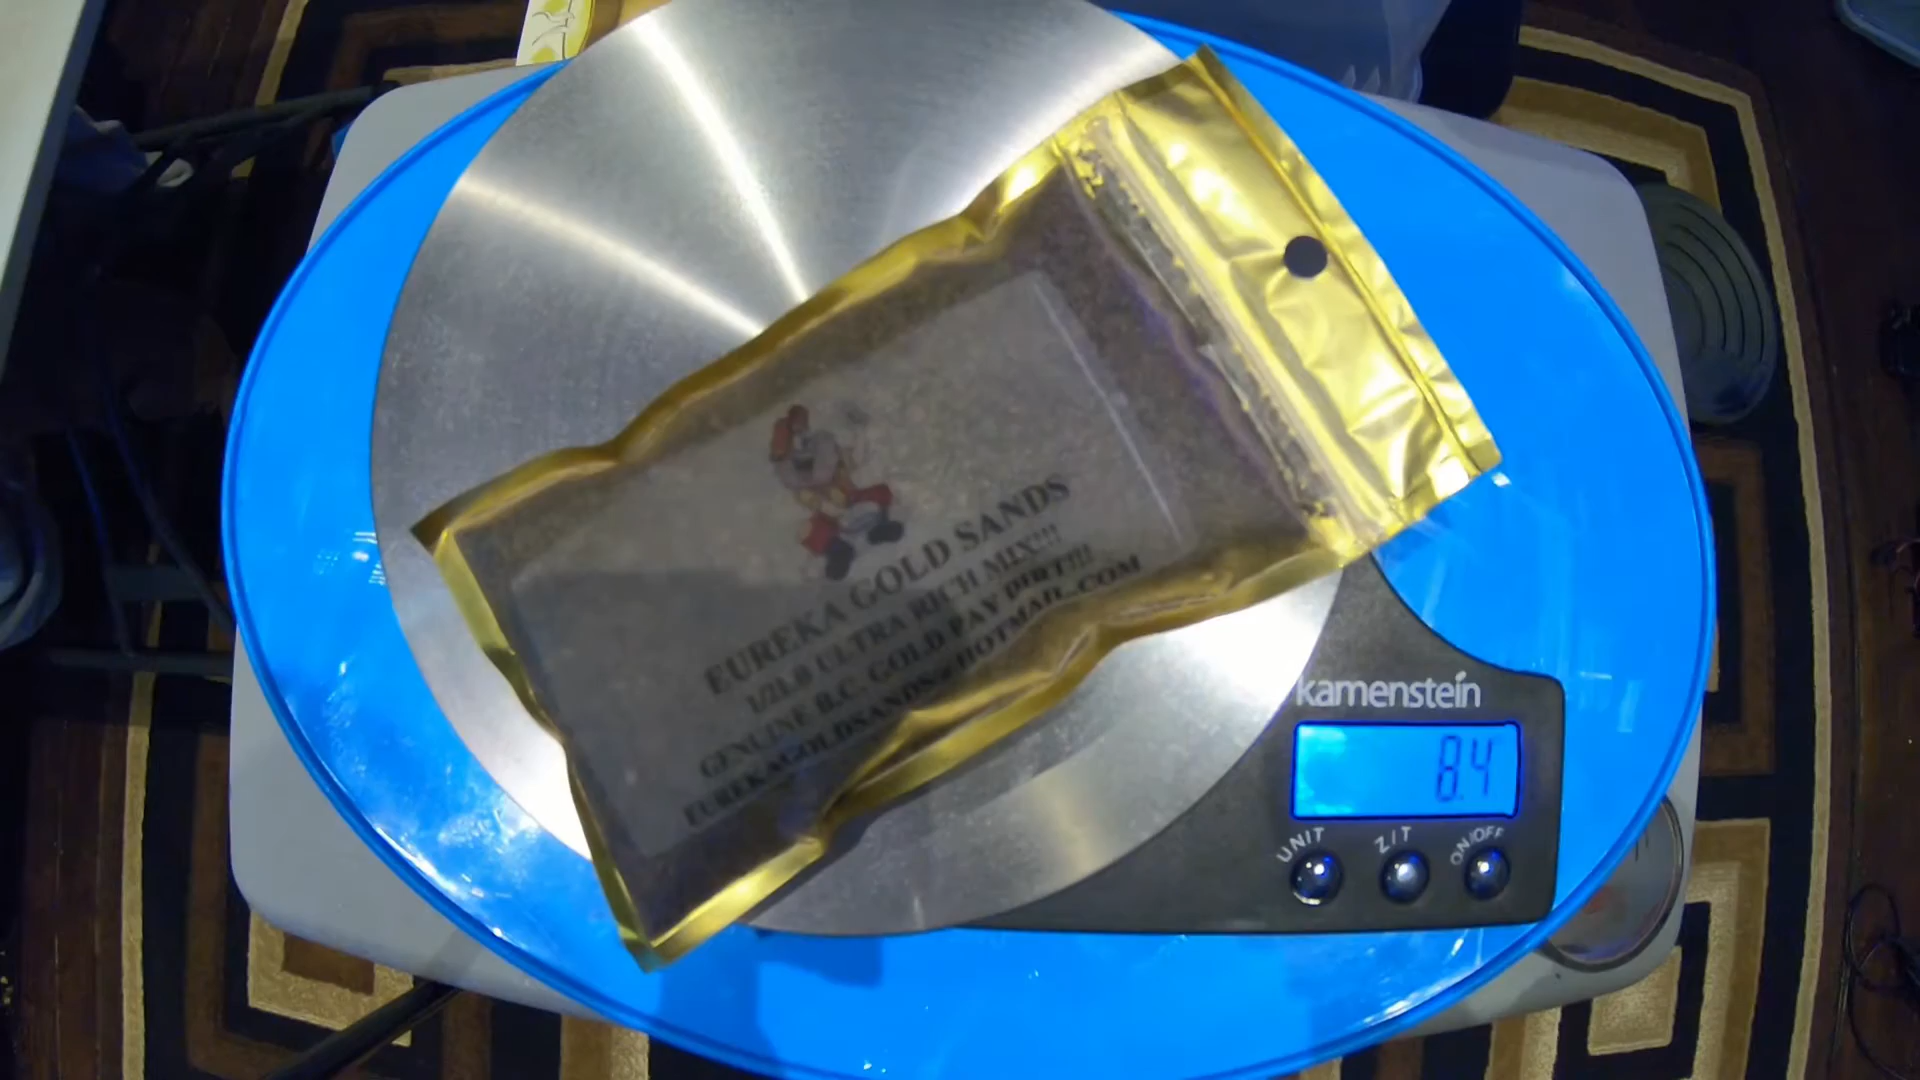 EUREKA GOLD SANDS
1/2LB ULTRA RICH MIX!!!
GENUINE B.C. GOLD PAY DIRT!!!
EUREKAGOLDSANDS@HOTMAIL.COM
kamenstein
8.4
UNIT
Z/T
ON/OFF